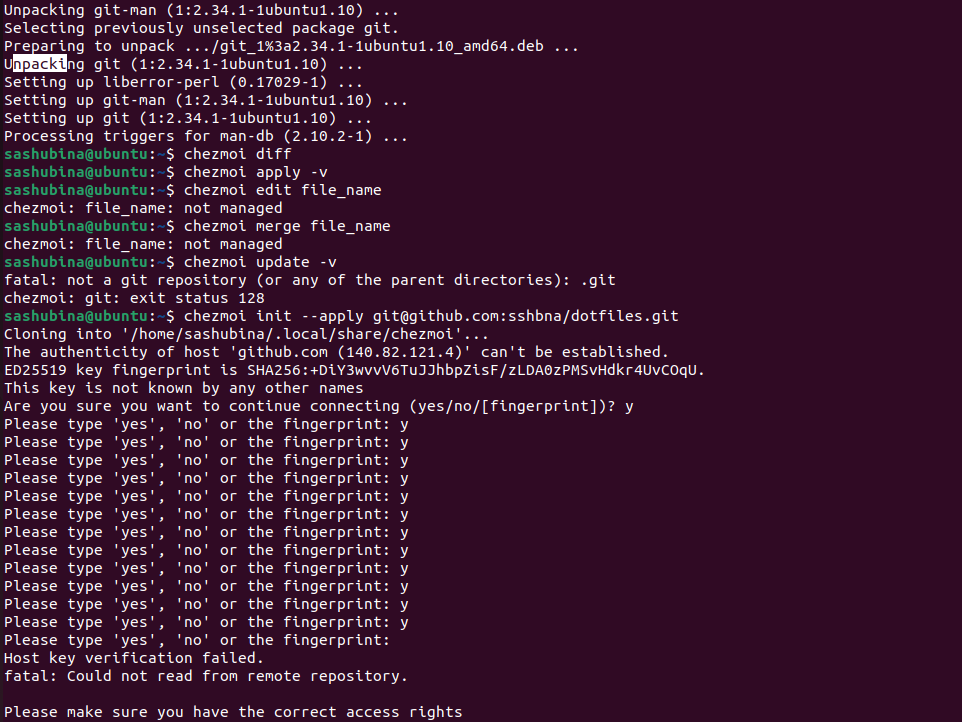 Unpacking git-man (1:2.34.1-1ubuntu1.10) ...
Selecting previously unselected package git.
Preparing to unpack .../git_1%3a2.34.1-1ubuntu1.10_amd64.deb ...
Unpacking git (1:2.34.1-1ubuntu1.10) ...
Setting up liberror-perl (0.17029-1) ...
Setting up git-man (1:2.34.1-1ubuntu1.10) ...
Setting up git (1:2.34.1-1ubuntu1.10) ...
Processing triggers for man-db (2.10.2-1) ...
sashubina@ubuntu:~$ chezmoi diff
sashubina@ubuntu:~$ chezmoi apply -v
sashubina@ubuntu:~$ chezmoi edit file_name
chezmoi: file_name: not managed
sashubina@ubuntu:~$ chezmoi merge file_name
chezmoi: file_name: not managed
sashubina@ubuntu:~$ chezmoi update -v
fatal: not a git repository (or any of the parent directories): .git
chezmoi: git: exit status 128
sashubina@ubuntu:~$ chezmoi init --apply git@github.com:sshbna/dotfiles.git
Cloning into '/home/sashubina/.local/share/chezmoi'...
The authenticity of host 'github.com (140.82.121.4)' can't be established.
ED25519 key fingerprint is SHA256:+DiY3wvvV6TuJJhbpZisF/zLDA0zPMSvHdkr4UvCOqU.
This key is not known by any other names
Are you sure you want to continue connecting (yes/no/[fingerprint])? y
Please type 'yes', 'no' or the fingerprint: y
Please type 'yes', 'no' or the fingerprint: y
Please type 'yes', 'no' or the fingerprint: y
Please type 'yes', 'no' or the fingerprint: y
Please type 'yes', 'no' or the fingerprint: y
Please type 'yes', 'no' or the fingerprint: y
Please type 'yes', 'no' or the fingerprint: y
Please type 'yes', 'no' or the fingerprint: y
Please type 'yes', 'no' or the fingerprint: y
Please type 'yes', 'no' or the fingerprint: y
Please type 'yes', 'no' or the fingerprint: y
Please type 'yes', 'no' or the fingerprint: y
Please type 'yes', 'no' or the fingerprint:
Host key verification failed.
fatal: Could not read from remote repository.

Please make sure you have the correct access rights